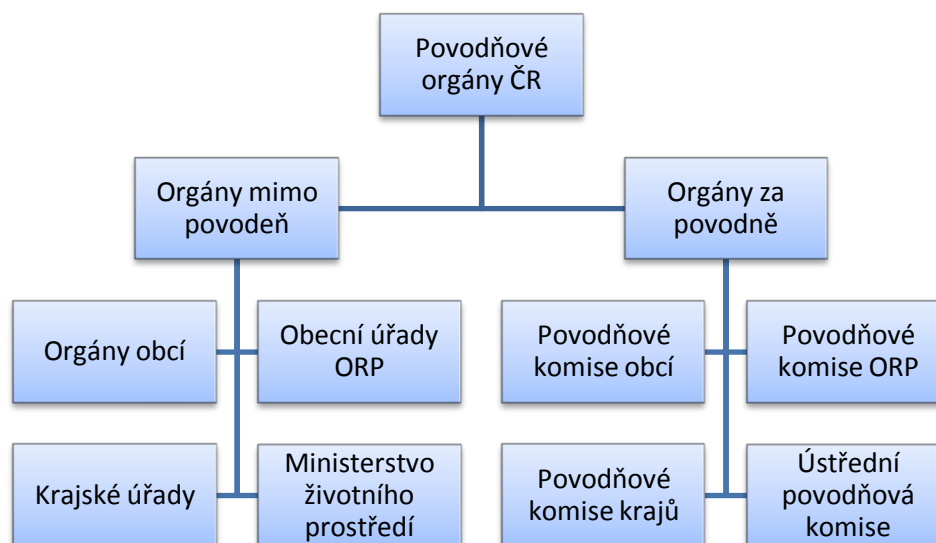 Povodňové
orgány ČR
Orgány mimo
povodeň
Orgány za
povodně
Orgány obcí
Obecní úřady
ORP
Povodňové
komise obcí
Povodňové
komise ORP
Krajské úřady
Ministerstvo
životního
prostředí
Povodňové
komise krajů
Ústřední
povodňová
komise